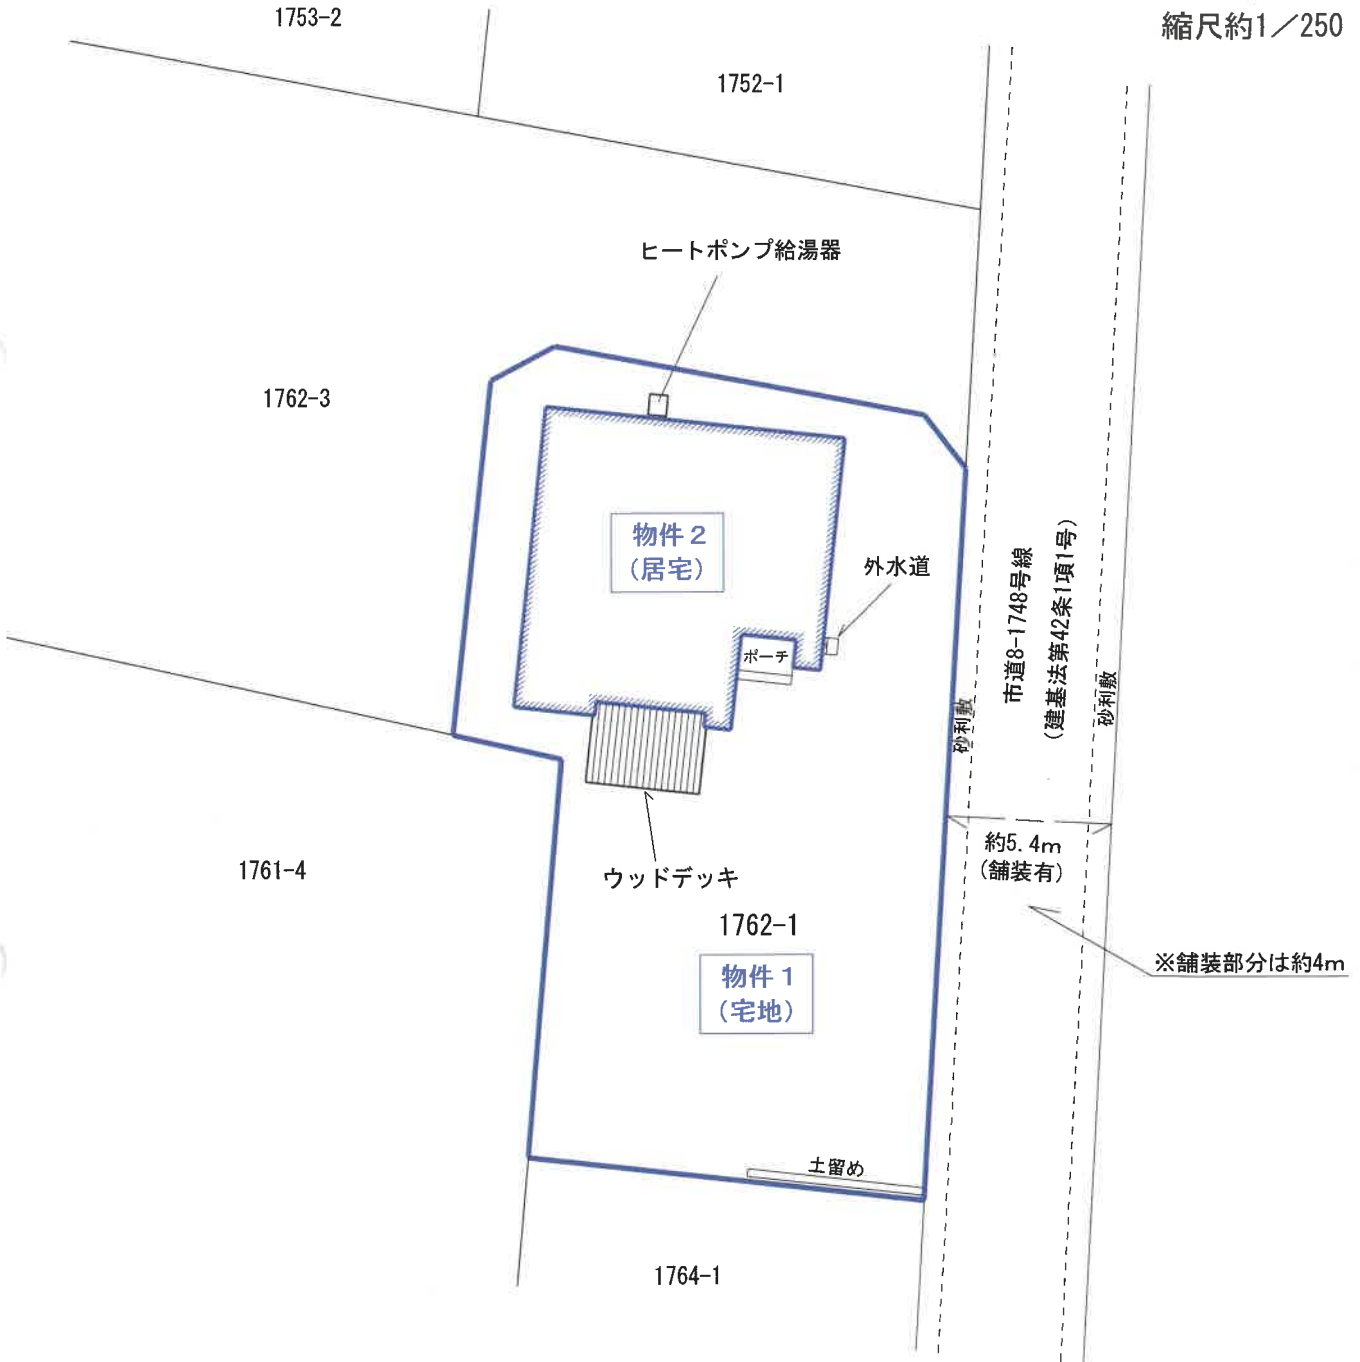 1753-2
縮尺約1／250
1752-1
ヒートポンプ給湯器
1762-3
物件２
（居宅）
外水道
ポーチ
市道8-1748号線
（建基法第42条1項1号）
砂利敷
砂利敷
約5.4m
（舗装有）
1761-4
ウッドデッキ
1762-1
※舗装部分は約4m
物件１
（宅地）
土留め
1764-1